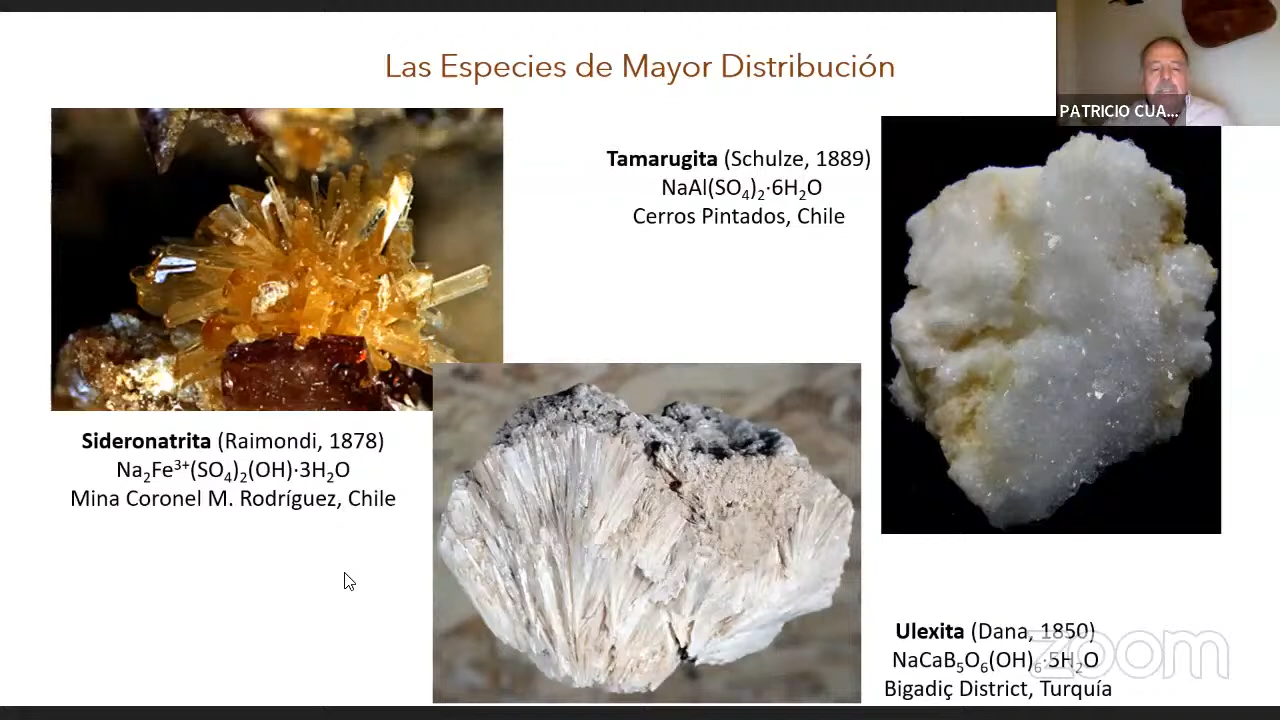 Las Especies de Mayor Distribución
PATRICIO CUA...
Tamarugita (Schulze, 1889)
NaAl(SO₄)₂·6H₂O
Cerros Pintados, Chile
Sideronatrita (Raimondi, 1878)
Na₂Fe³⁺(SO₄)₂(OH)·3H₂O
Mina Coronel M. Rodríguez, Chile
Ulexita (Dana, 1850)
NaCaB₅O₆(OH)₆·5H₂O
Bigadiç District, Turquía
zoom